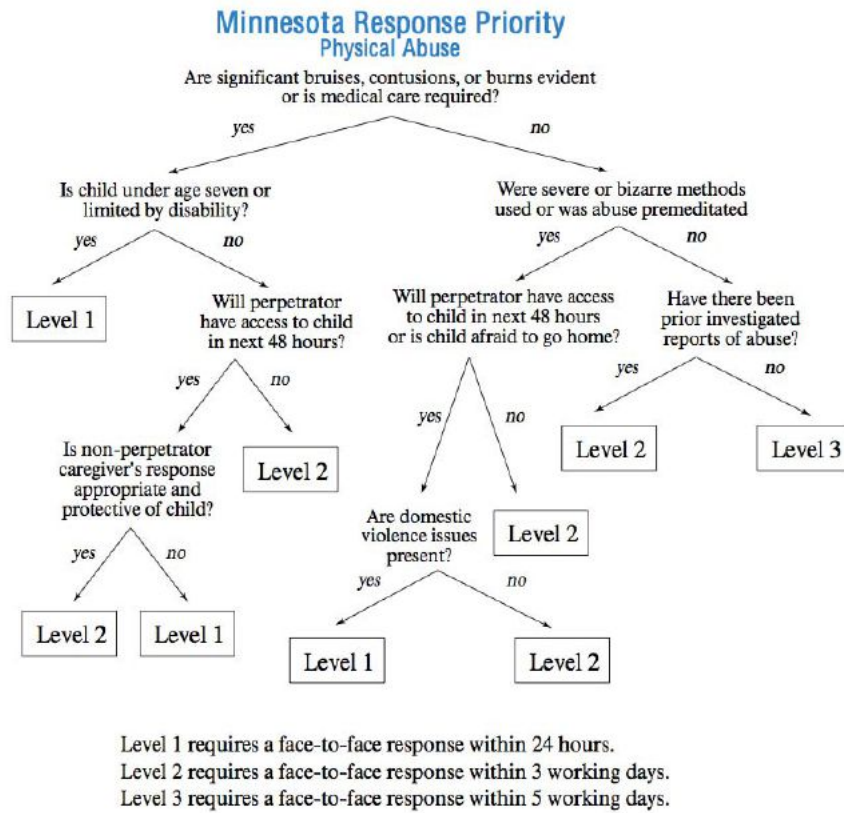 Minnesota Response Priority
Physical Abuse
Are significant bruises, contusions, or burns evident
or is medical care required?
yes
no
Is child under age seven or
limited by disability?
Were severe or bizarre methods
used or was abuse premeditated
yes
no
yes
no
Level 1
Will perpetrator
have access to child
in next 48 hours?
Will perpetrator have access
to child in next 48 hours
or is child afraid to go home?
Have there been
prior investigated
reports of abuse?
yes
no
yes
no
yes
no
Is non-perpetrator
caregiver's response
appropriate and
protective of child?
Level 2
Level 2
Level 3
Are domestic
violence issues
present?
Level 2
yes
no
yes
no
Level 2
Level 1
Level 1
Level 2
Level 1 requires a face-to-face response within 24 hours.
Level 2 requires a face-to-face response within 3 working days.
Level 3 requires a face-to-face response within 5 working days.